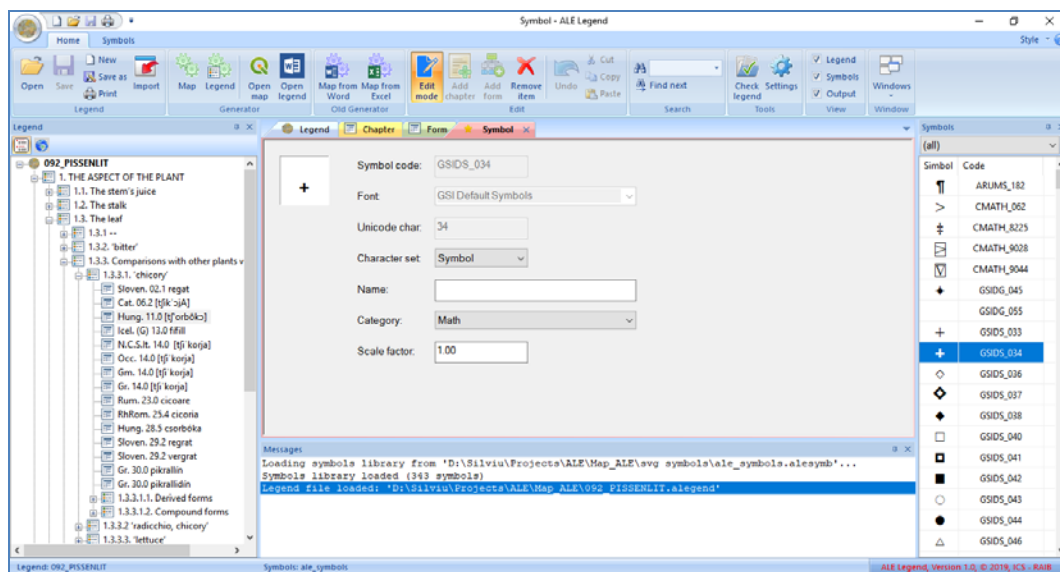 Symbol - ALE Legend
Home Symbols Style
Open Save New Save as Print Import Map Legend Open map Open legend Map from Word Map from Excel Edit mode Add chapter Add form Remove item Undo Cut Copy Paste Find next Check legend Settings Legend Symbols Output Windows
Legend Generator Old Generator Edit Search Tools View Window
Legend
092_PISSENLIT
1. THE ASPECT OF THE PLANT
1.1. The stem's juice
1.2. The stalk
1.3. The leaf
1.3.1 --
1.3.2. 'bitter'
1.3.3. Comparisons with other plants v
1.3.3.1. 'chicory'
Sloven. 02.1 regat
Cat. 06.2
Hung. 11.0
Icel. (G) 13.0 fífill
N.C.S.It. 14.0 [tʃi korja]
Occ. 14.0 [tʃi korja]
Gm. 14.0 [tʃi korja]
Gr. 14.0 [tʃi korja]
Rum. 23.0 cicoare
RhRom. 25.4 cicoria
Hung. 28.5 csorbóka
Sloven. 29.2 regrat
Sloven. 29.2 vergrat
Gr. 30.0 pikrallin
Gr. 30.0 pikrallidin
1.3.3.1.1. Derived forms
1.3.3.1.2. Compound forms
1.3.3.2 'radicchio, chicory'
1.3.3.3. 'lettuce'
Legend Chapter Form Symbol
Symbol code: GSIDS_034
Font: GSI Default Symbols
Unicode char: 34
Character set: Symbol
Name:
Category: Math
Scale factor: 1.00
Messages
Loading symbols library from 'D:\Silviu\Projects\ALE\Map_ALE\svg symbols\ale_symbols.alesymb'...
Symbols library loaded (343 symbols)
Legend file loaded: 'D:\Silviu\Projects\ALE\Map_ALE\092_PISSENLIT.alegend'
Symbols
(all)
Simbol Code
¶ ARUMS_182
> CMATH_062
‡ CMATH_8225
CMATH_9028
CMATH_9044
GSIDG_045
GSIDG_055
GSIDS_033
GSIDS_034
GSIDS_036
GSIDS_037
GSIDS_038
GSIDS_040
GSIDS_041
GSIDS_042
GSIDS_043
GSIDS_044
GSIDS_046
Legend: 092_PISSENLIT Symbols: ale_symbols ALE Legend, Version 1.0, © 2019, ICS - RAIB